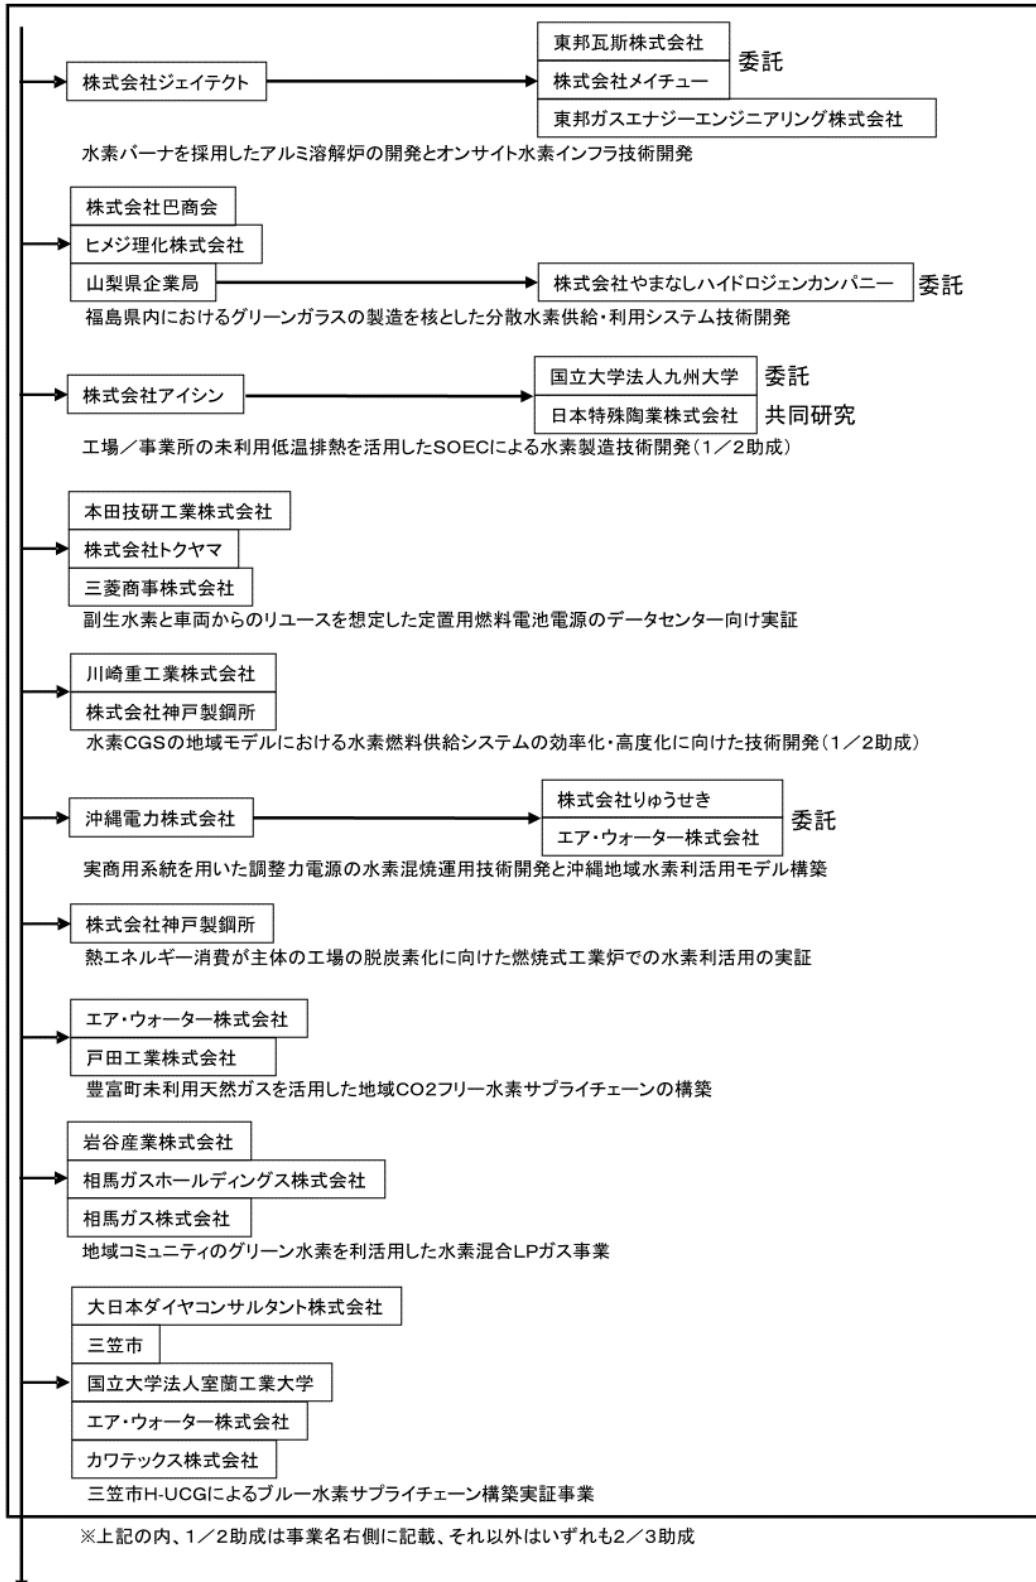 東邦瓦斯株式会社
委託
株式会社ジェイテクト
株式会社メイチュー
東邦ガスエナジーエンジニアリング株式会社
水素バーナを採用したアルミ溶解炉の開発とオンサイト水素インフラ技術開発
株式会社巴商会
ヒメジ理化株式会社
山梨県企業局
株式会社やまなしハイドロジェンカンパニー
委託
福島県内におけるグリーンガラスの製造を核とした分散水素供給・利用システム技術開発
国立大学法人九州大学
委託
株式会社アイシン
日本特殊陶業株式会社
共同研究
工場／事業所の未利用低温排熱を活用したSOECによる水素製造技術開発（１／２助成）
本田技研工業株式会社
株式会社トクヤマ
三菱商事株式会社
副生水素と車両からのリユースを想定した定置用燃料電池電源のデータセンター向け実証
川崎重工業株式会社
株式会社神戸製鋼所
水素CGSの地域モデルにおける水素燃料供給システムの効率化・高度化に向けた技術開発（１／２助成）
株式会社りゅうせき
沖縄電力株式会社
委託
エア・ウォーター株式会社
実商用系統を用いた調整力電源の水素混焼運用技術開発と沖縄地域水素利活用モデル構築
株式会社神戸製鋼所
熱エネルギー消費が主体の工場の脱炭素化に向けた燃焼式工業炉での水素利活用の実証
エア・ウォーター株式会社
戸田工業株式会社
豊富町未利用天然ガスを活用した地域CO2フリー水素サプライチェーンの構築
岩谷産業株式会社
相馬ガスホールディングス株式会社
相馬ガス株式会社
地域コミュニティのグリーン水素を利活用した水素混合LPガス事業
大日本ダイヤコンサルタント株式会社
三笠市
国立大学法人室蘭工業大学
エア・ウォーター株式会社
カワテックス株式会社
三笠市H-UCGによるブルー水素サプライチェーン構築実証事業
※上記の内、１／２助成は事業名右側に記載、それ以外はいずれも２／３助成